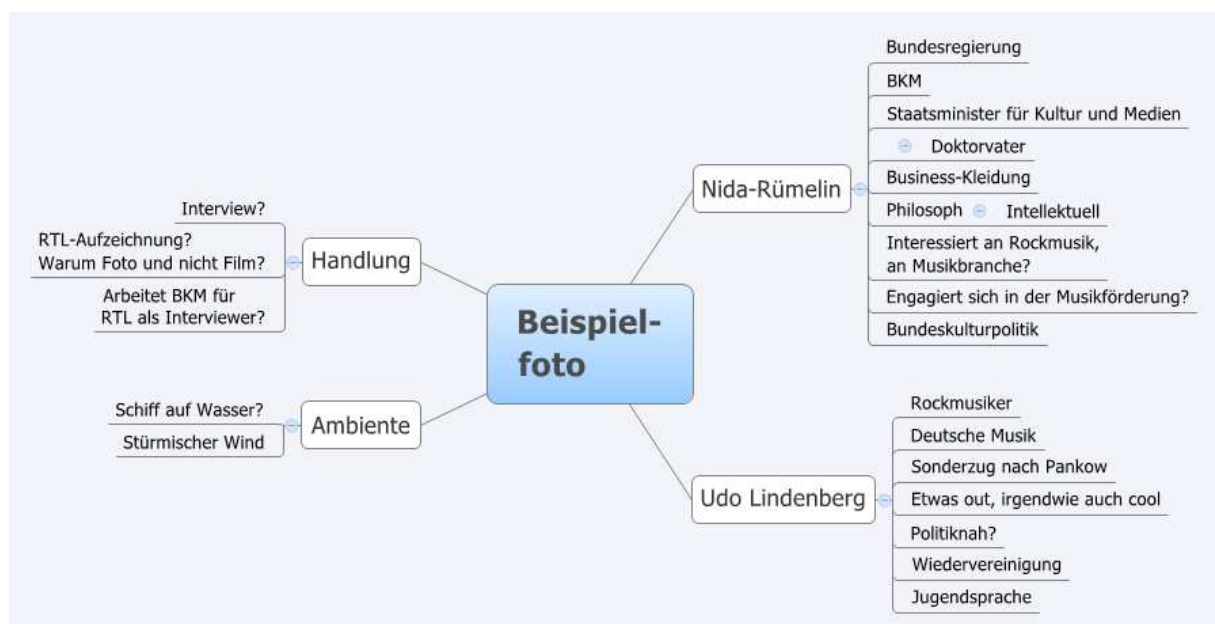 Beispiel-
foto
Nida-Rümelin
Bundesregierung
BKM
Staatsminister für Kultur und Medien
Doktorvater
Business-Kleidung
Philosoph
Intellektuell
Interessiert an Rockmusik,
an Musikbranche?
Engagiert sich in der Musikförderung?
Bundeskulturpolitik
Udo Lindenberg
Rockmusiker
Deutsche Musik
Sonderzug nach Pankow
Etwas out, irgendwie auch cool
Politiknah?
Wiedervereinigung
Jugendsprache
Handlung
Interview?
RTL-Aufzeichnung?
Warum Foto und nicht Film?
Arbeitet BKM für
RTL als Interviewer?
Ambiente
Schiff auf Wasser?
Stürmischer Wind